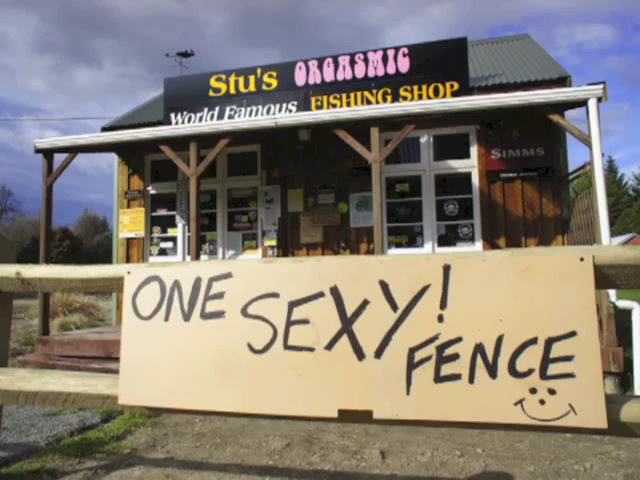 Stu's ORGASMIC
World Famous FISHING SHOP
SIMMS
ONE SEXY!
FENCE